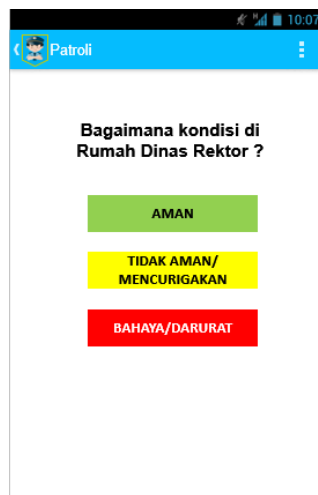 10:07
Patroli
Bagaimana kondisi di
Rumah Dinas Rektor ?
AMAN
TIDAK AMAN/
MENCURIGAKAN
BAHAYA/DARURAT